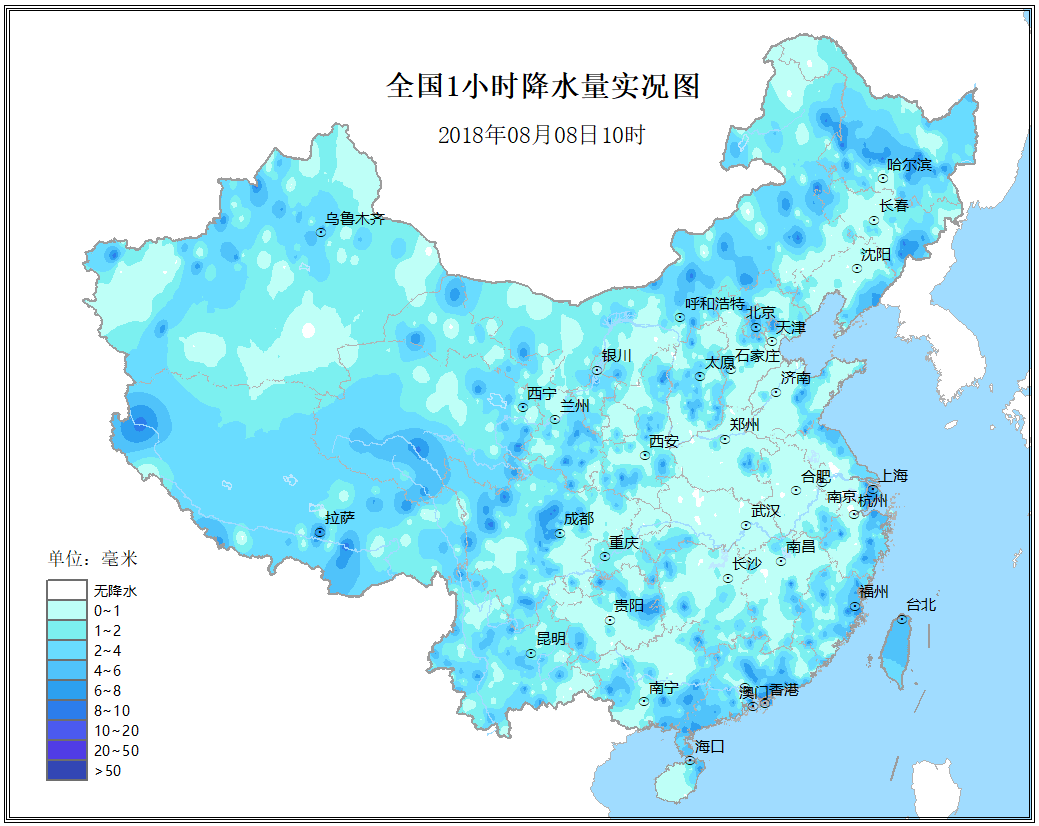 全国1小时降水量实况图
2018年08月08日10时
哈尔滨
长春
乌鲁木齐
沈阳
呼和浩特
北京
天津
银川
太原
石家庄
济南
西宁
兰州
郑州
西安
合肥
上海
南京
杭州
拉萨
成都
武汉
重庆
南昌
长沙
贵阳
福州
台北
昆明
南宁
澳门
香港
海口
单位：毫米
无降水
0~1
1~2
2~4
4~6
6~8
8~10
10~20
20~50
>50